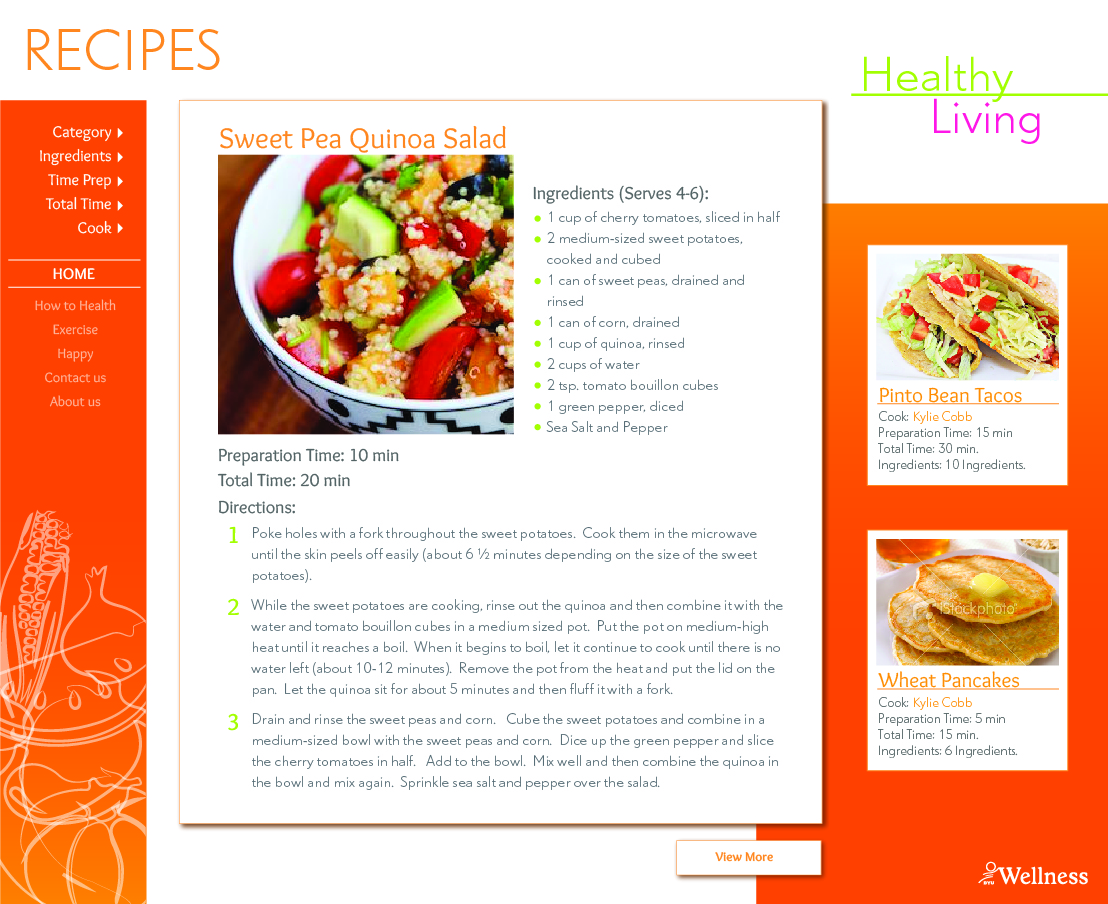 RECIPES
Healthy
Living
Category
Ingredients
Time Prep
Total Time
Cook
HOME
How to Health
Exercise
Happy
Contact us
About us
Sweet Pea Quinoa Salad
Ingredients (Serves 4-6):
1 cup of cherry tomatoes, sliced in half
2 medium-sized sweet potatoes,
cooked and cubed
1 can of sweet peas, drained and
rinsed
1 can of corn, drained
1 cup of quinoa, rinsed
2 cups of water
2 tsp. tomato bouillon cubes
1 green pepper, diced
Sea Salt and Pepper
Preparation Time: 10 min
Total Time: 20 min
Directions:
1 Poke holes with a fork throughout the sweet potatoes. Cook them in the microwave
until the skin peels off easily (about 6 ½ minutes depending on the size of the sweet
potatoes).
2 While the sweet potatoes are cooking, rinse out the quinoa and then combine it with the
water and tomato bouillon cubes in a medium sized pot. Put the pot on medium-high
heat until it reaches a boil. When it begins to boil, let it continue to cook until there is no
water left (about 10-12 minutes). Remove the pot from the heat and put the lid on the
pan. Let the quinoa sit for about 5 minutes and then fluff it with a fork.
3 Drain and rinse the sweet peas and corn. Cube the sweet potatoes and combine in a
medium-sized bowl with the sweet peas and corn. Dice up the green pepper and slice
the cherry tomatoes in half. Add to the bowl. Mix well and then combine the quinoa in
the bowl and mix again. Sprinkle sea salt and pepper over the salad.
View More
Pinto Bean Tacos
Cook: Kylie Cobb
Preparation Time: 15 min
Total Time: 30 min.
Ingredients: 10 Ingredients.
iStockphoto
Wheat Pancakes
Cook: Kylie Cobb
Preparation Time: 5 min
Total Time: 15 min.
Ingredients: 6 Ingredients.
BYU Wellness